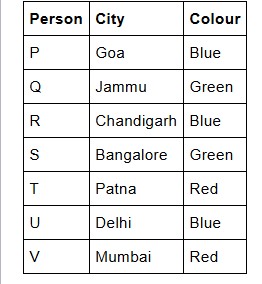 Person City Colour
P Goa Blue
Q Jammu Green
R Chandigarh Blue
S Bangalore Green
T Patna Red
U Delhi Blue
V Mumbai Red